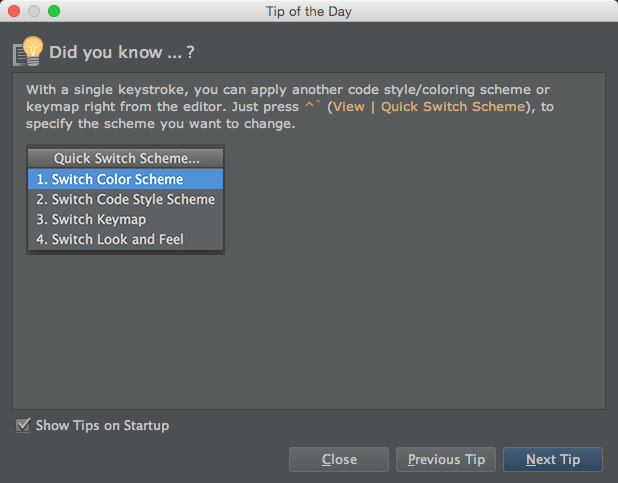 Tip of the Day
Did you know ... ?
With a single keystroke, you can apply another code style/coloring scheme or
keymap right from the editor. Just press ^` (View | Quick Switch Scheme), to
specify the scheme you want to change.
Quick Switch Scheme...
1. Switch Color Scheme
2. Switch Code Style Scheme
3. Switch Keymap
4. Switch Look and Feel
Show Tips on Startup
Close
Previous Tip
Next Tip